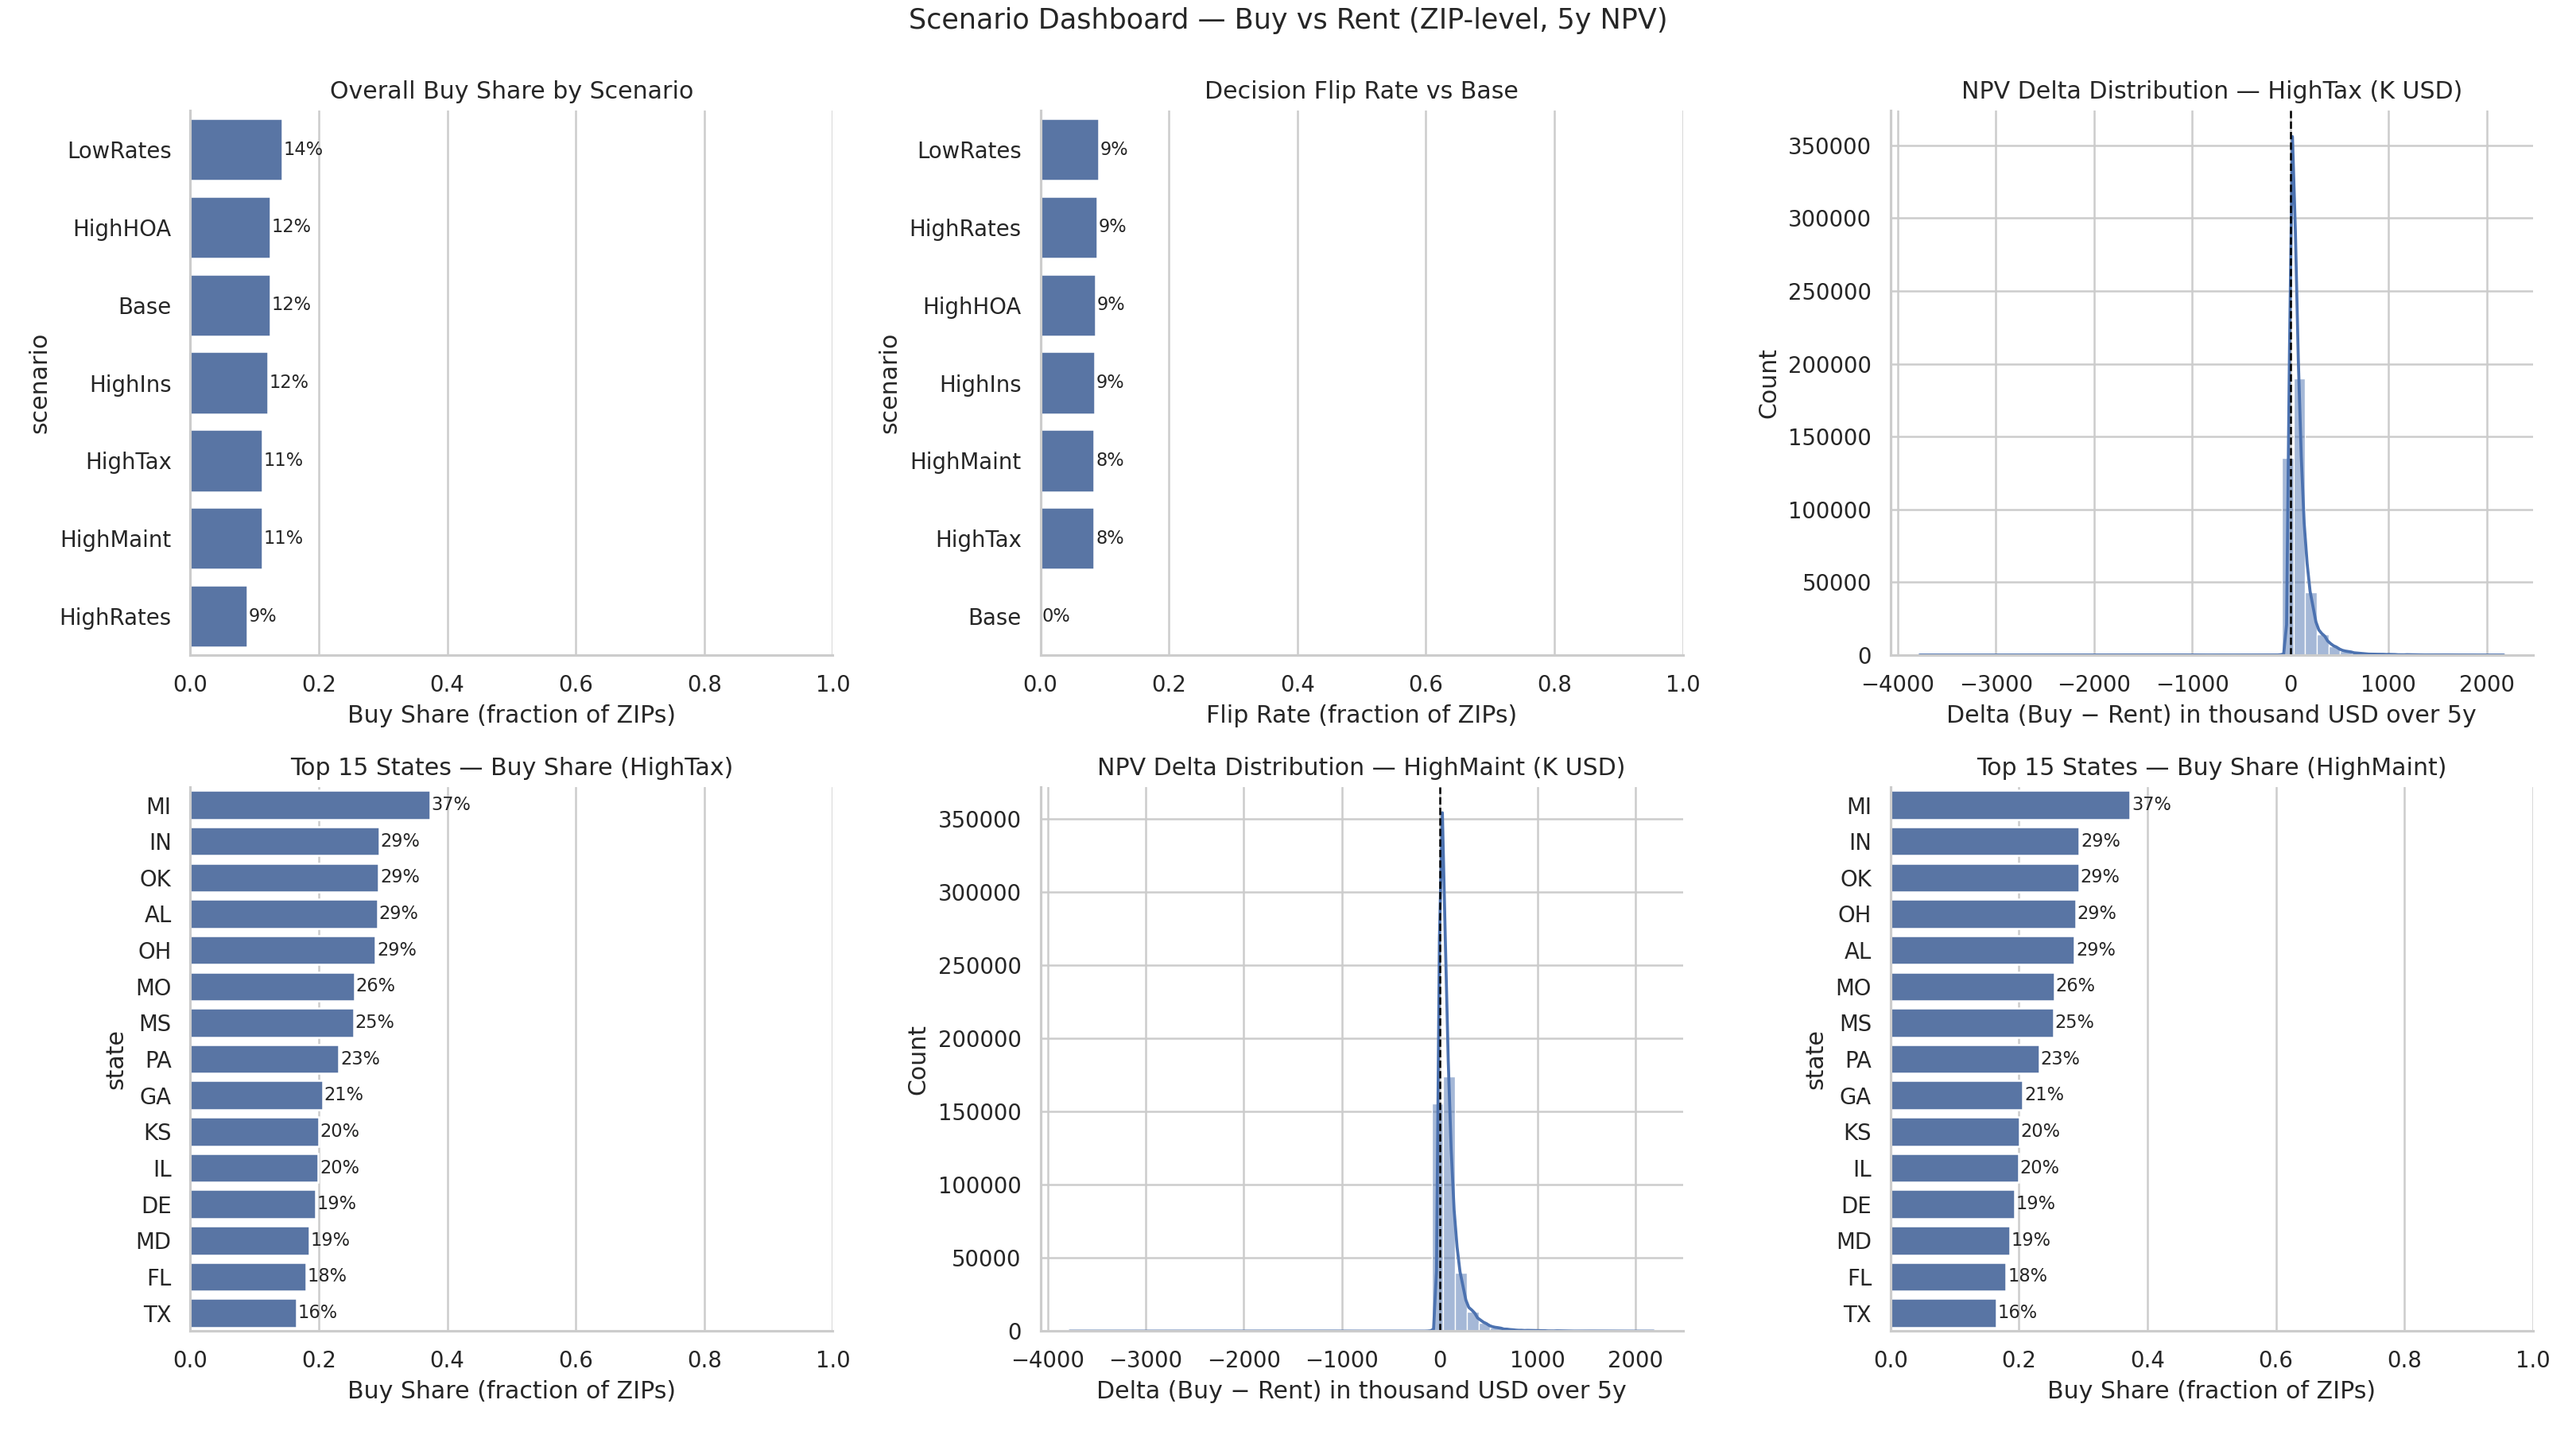 Scenario Dashboard — Buy vs Rent (ZIP-level, 5y NPV)
Overall Buy Share by Scenario
scenario
LowRates 14%
HighHOA 12%
Base 12%
HighIns 12%
HighTax 11%
HighMaint 11%
HighRates 9%
0.0 0.2 0.4 0.6 0.8 1.0
Buy Share (fraction of ZIPs)
Decision Flip Rate vs Base
scenario
LowRates 9%
HighRates 9%
HighHOA 9%
HighIns 9%
HighMaint 8%
HighTax 8%
Base 0%
0.0 0.2 0.4 0.6 0.8 1.0
Flip Rate (fraction of ZIPs)
NPV Delta Distribution — HighTax (K USD)
Count
350000
300000
250000
200000
150000
100000
50000
0
−4000 −3000 −2000 −1000 0 1000 2000
Delta (Buy − Rent) in thousand USD over 5y
Top 15 States — Buy Share (HighTax)
state
MI 37%
IN 29%
OK 29%
AL 29%
OH 29%
MO 26%
MS 25%
PA 23%
GA 21%
KS 20%
IL 20%
DE 19%
MD 19%
FL 18%
TX 16%
0.0 0.2 0.4 0.6 0.8 1.0
Buy Share (fraction of ZIPs)
NPV Delta Distribution — HighMaint (K USD)
Count
350000
300000
250000
200000
150000
100000
50000
0
−4000 −3000 −2000 −1000 0 1000 2000
Delta (Buy − Rent) in thousand USD over 5y
Top 15 States — Buy Share (HighMaint)
state
MI 37%
IN 29%
OK 29%
OH 29%
AL 29%
MO 26%
MS 25%
PA 23%
GA 21%
KS 20%
IL 20%
DE 19%
MD 19%
FL 18%
TX 16%
0.0 0.2 0.4 0.6 0.8 1.0
Buy Share (fraction of ZIPs)